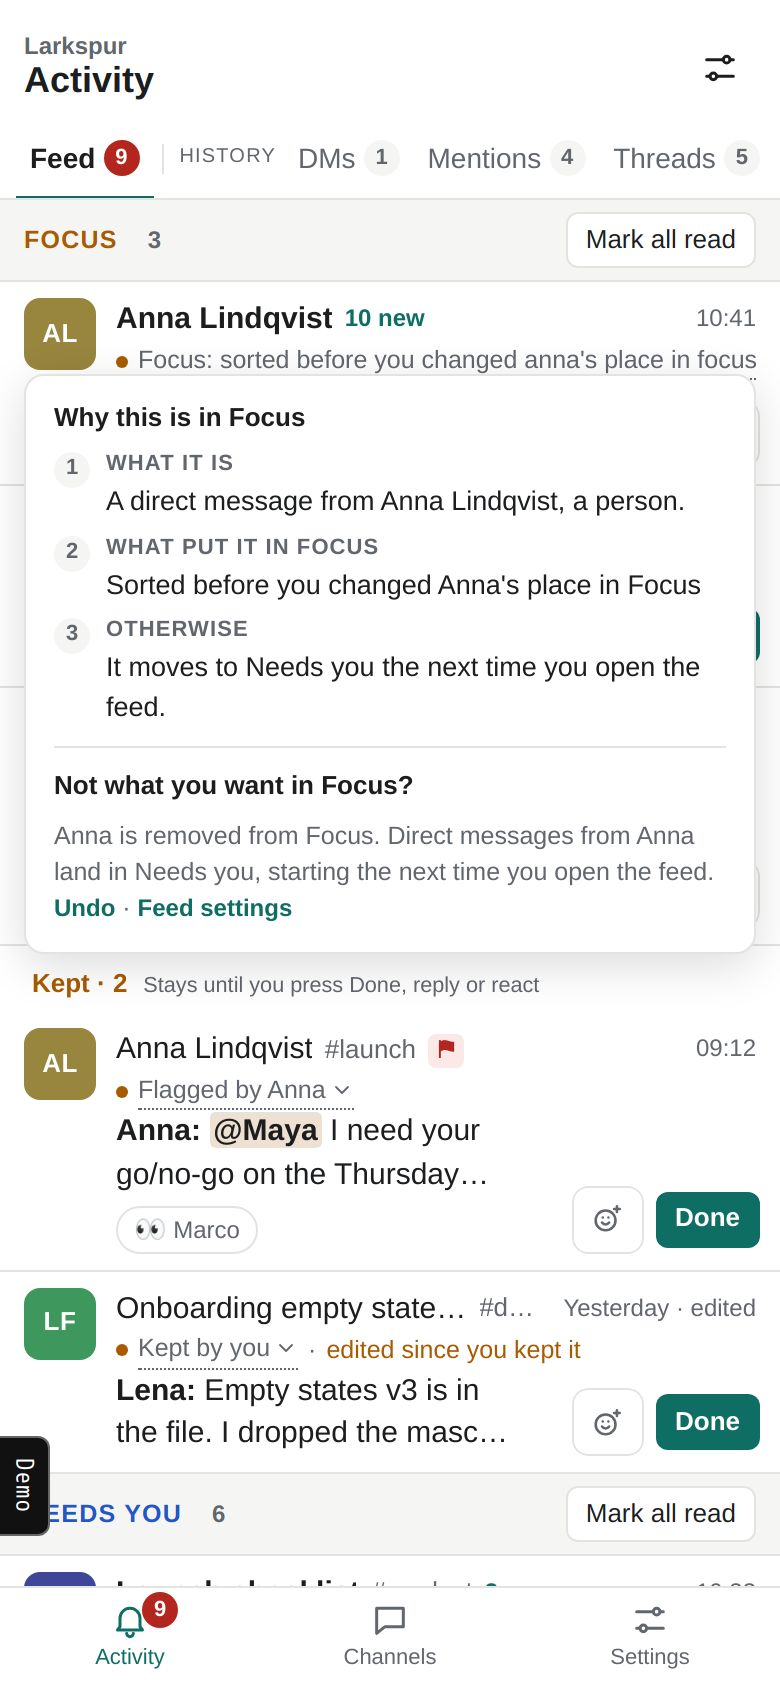 Larkspur
Activity
Feed 9 HISTORY DMs 1 Mentions 4 Threads 5
FOCUS 3 Mark all read
AL Anna Lindqvist 10 new 10:41
Focus: sorted before you changed anna's place in focus
Why this is in Focus
1 WHAT IT IS
A direct message from Anna Lindqvist, a person.
2 WHAT PUT IT IN FOCUS
Sorted before you changed Anna's place in Focus
3 OTHERWISE
It moves to Needs you the next time you open the
feed.
Not what you want in Focus?
Anna is removed from Focus. Direct messages from Anna
land in Needs you, starting the next time you open the feed.
Undo · Feed settings
Kept · 2 Stays until you press Done, reply or react
AL Anna Lindqvist #launch 09:12
Flagged by Anna
Anna: @Maya I need your
go/no-go on the Thursday…
👀 Marco Done
LF Onboarding empty state… #d… Yesterday · edited
Kept by you · edited since you kept it
Lena: Empty states v3 is in
the file. I dropped the masc…
Done
Demo
EEDS YOU 6 Mark all read
9
Activity Channels Settings